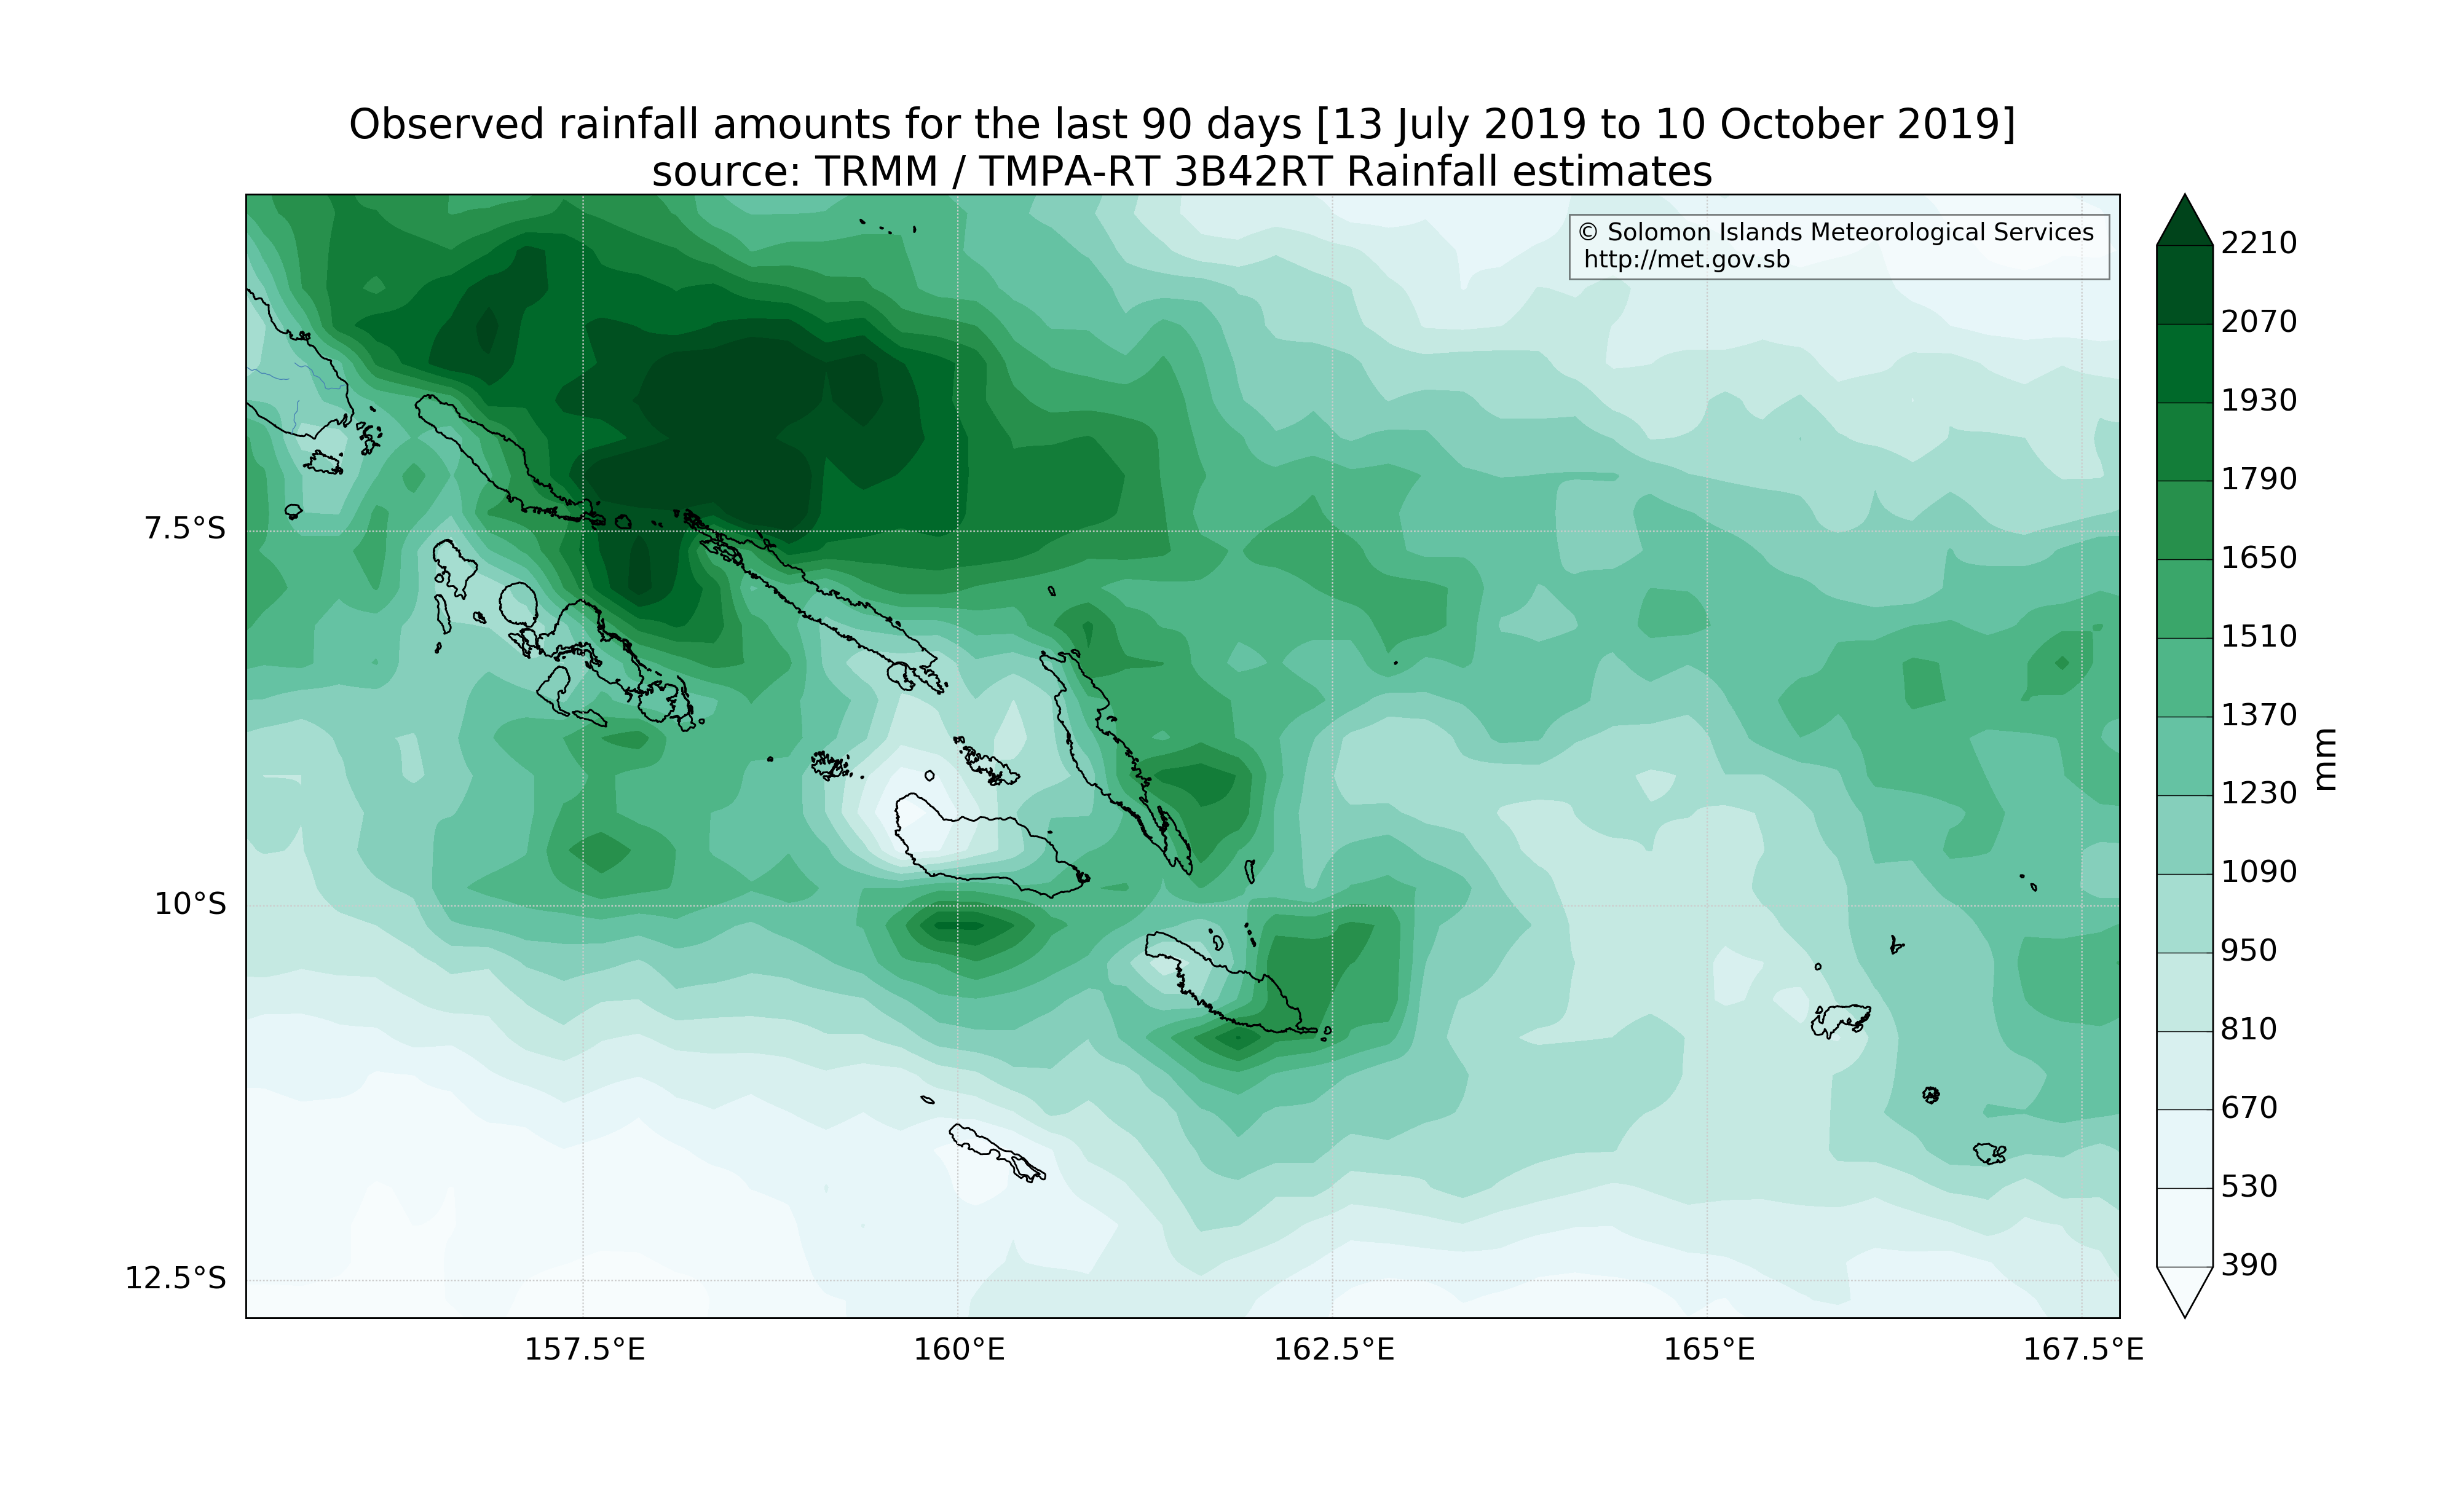 Observed rainfall amounts for the last 90 days [13 July 2019 to 10 October 2019]
source: TRMM / TMPA-RT 3B42RT Rainfall estimates
© Solomon Islands Meteorological Services
http://met.gov.sb
2210
2070
1930
1790
1650
1510
1370
1230
1090
950
810
670
530
390
mm
7.5°S
10°S
12.5°S
157.5°E
160°E
162.5°E
165°E
167.5°E